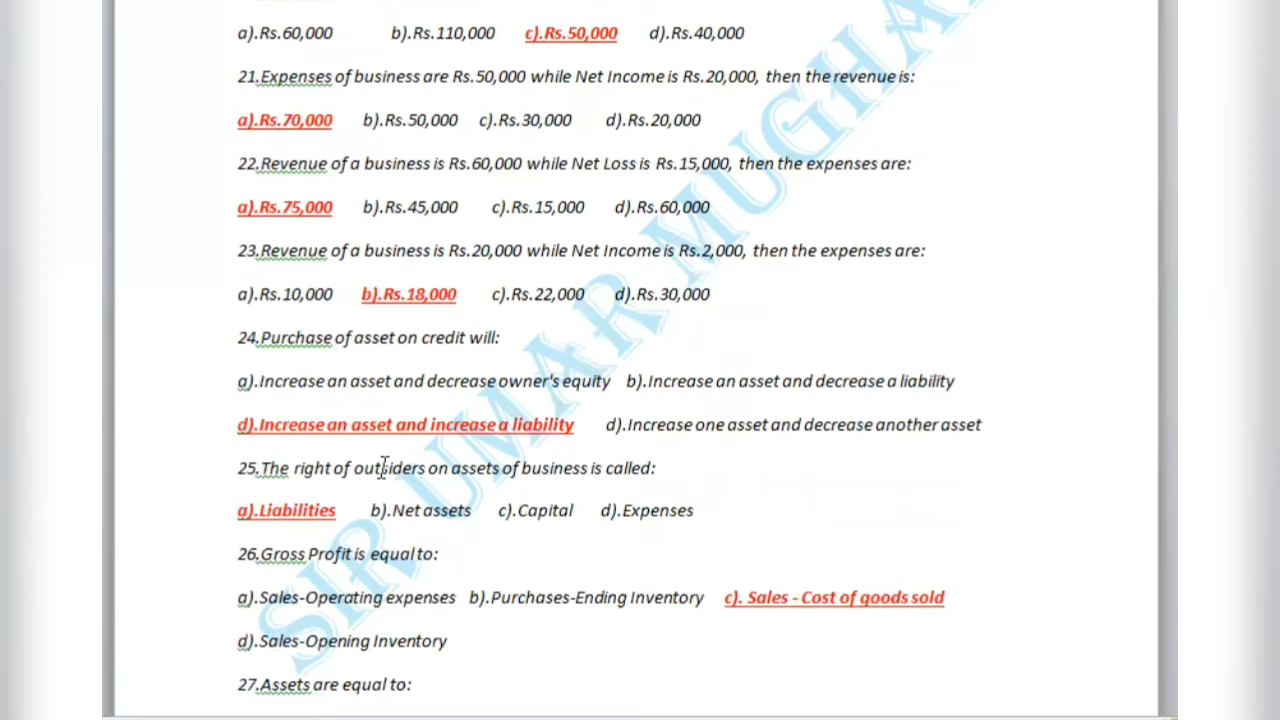 a).Rs.60,000 b).Rs.110,000 c).Rs.50,000 d).Rs.40,000
21.Expenses of business are Rs.50,000 while Net Income is Rs.20,000, then the revenue is:
a).Rs.70,000 b).Rs.50,000 c).Rs.30,000 d).Rs.20,000
22.Revenue of a business is Rs.60,000 while Net Loss is Rs.15,000, then the expenses are:
a).Rs.75,000 b).Rs.45,000 c).Rs.15,000 d).Rs.60,000
23.Revenue of a business is Rs.20,000 while Net Income is Rs.2,000, then the expenses are:
a).Rs.10,000 b).Rs.18,000 c).Rs.22,000 d).Rs.30,000
24.Purchase of asset on credit will:
a).Increase an asset and decrease owner's equity b).Increase an asset and decrease a liability
d).Increase an asset and increase a liability d).Increase one asset and decrease another asset
25.The right of outsiders on assets of business is called:
a).Liabilities b).Net assets c).Capital d).Expenses
26.Gross Profit is equal to:
a).Sales-Operating expenses b).Purchases-Ending Inventory c). Sales - Cost of goods sold
d).Sales-Opening Inventory
27.Assets are equal to:
SIR UMAR MUGHA